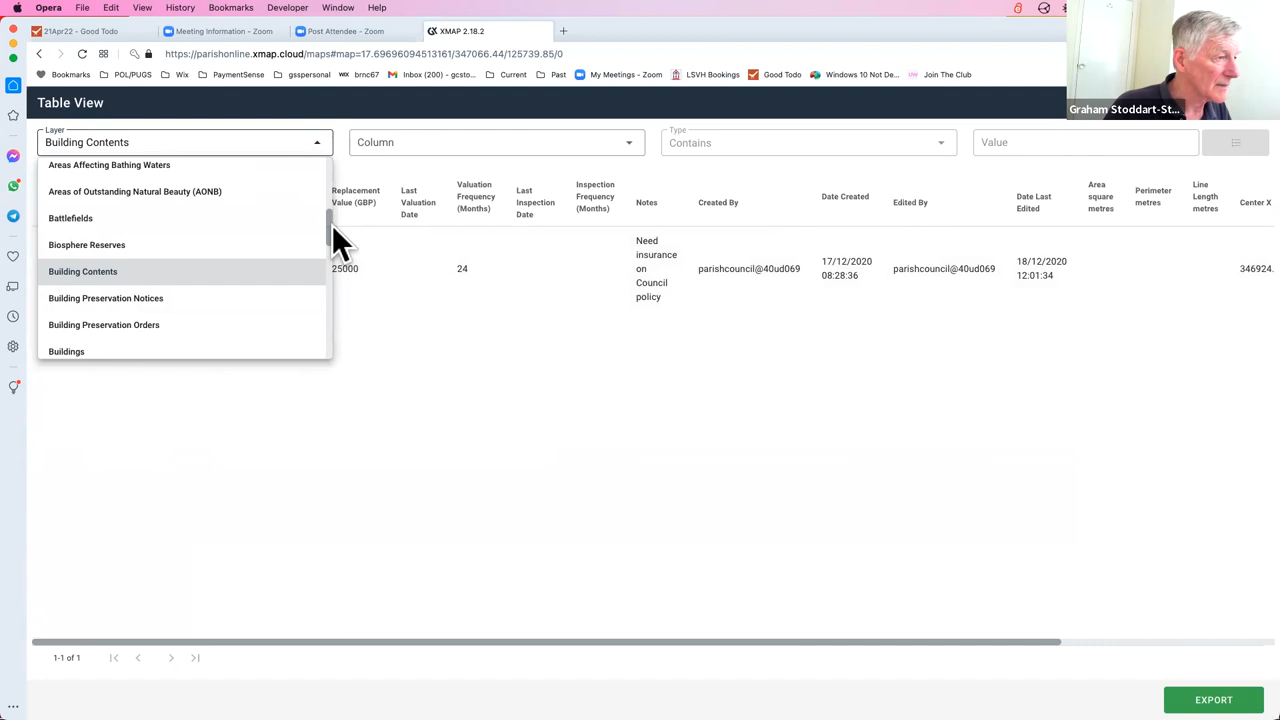 Opera File Edit View History Bookmarks Developer Window Help
21Apr22 - Good Todo
Meeting Information - Zoom
Post Attendee - Zoom
XMAP 2.18.2
https://parishonline.xmap.cloud/maps#map=17.69696094513161/347066.44/125739.85/0
Bookmarks
POL/PUGS
Wix
PaymentSense
gsspersonal
WIX
brnc67
Inbox (200) - gcsto...
Current
Past
My Meetings - Zoom
LSVH Bookings
Good Todo
Windows 10 Not De...
Join The Club
Graham Stoddart-St...
Table View
Layer
Building Contents
Column
Type
Contains
Value
Areas Affecting Bathing Waters
Areas of Outstanding Natural Beauty (AONB)
Battlefields
Biosphere Reserves
Building Contents
Building Preservation Notices
Building Preservation Orders
Buildings
Replacement Value (GBP)
Last Valuation Date
Valuation Frequency (Months)
Last Inspection Date
Inspection Frequency (Months)
Notes
Created By
Date Created
Edited By
Date Last Edited
Area square metres
Perimeter metres
Line Length metres
Center X
25000
24
Need insurance on Council policy
parishcouncil@40ud069
17/12/2020 08:28:36
parishcouncil@40ud069
18/12/2020 12:01:34
346924.
1-1 of 1
EXPORT